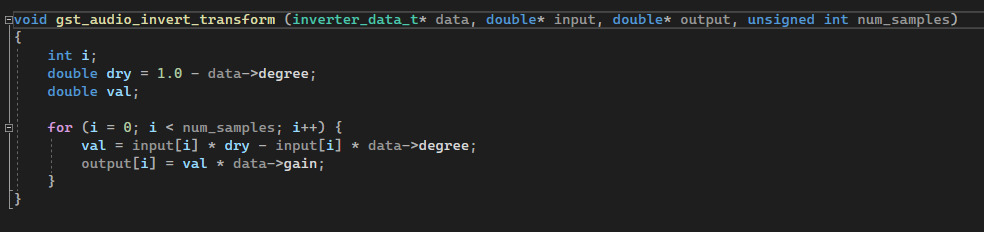 void gst_audio_invert_transform (inverter_data_t* data, double* input, double* output, unsigned int num_samples)
{
    int i;
    double dry = 1.0 - data->degree;
    double val;

    for (i = 0; i < num_samples; i++) {
        val = input[i] * dry - input[i] * data->degree;
        output[i] = val * data->gain;
    }
}